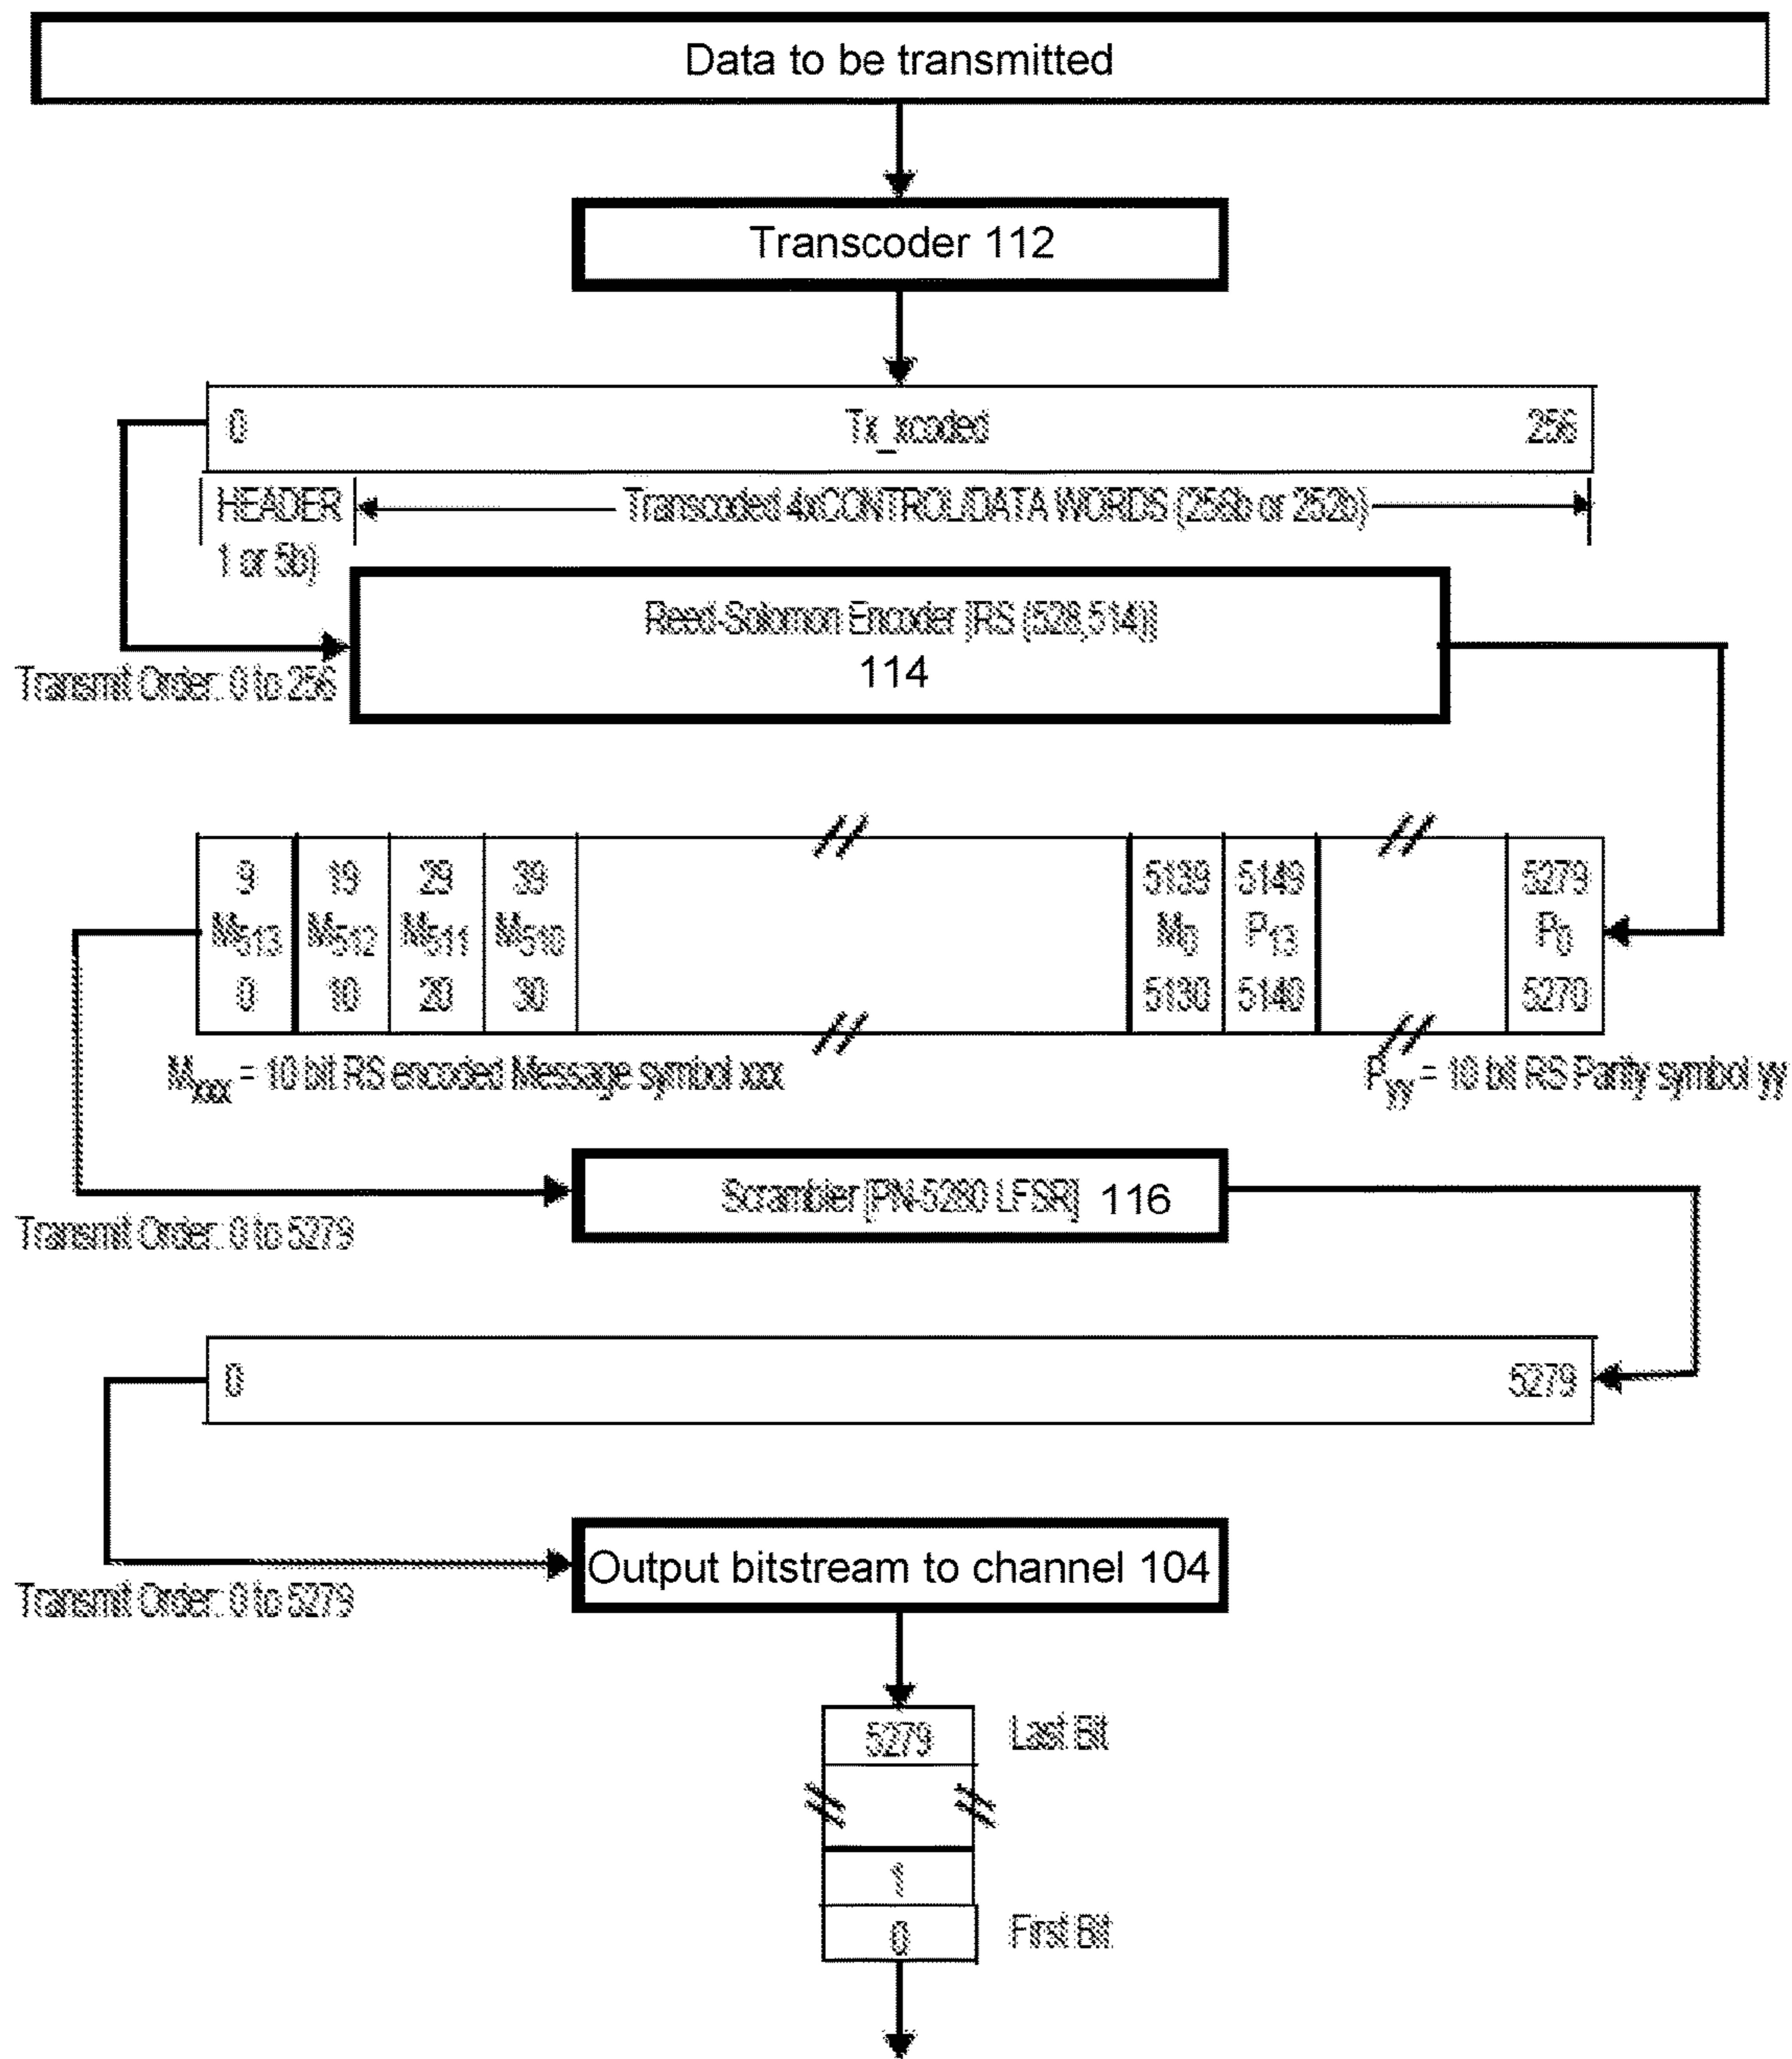 Data to be transmitted
Transcoder 112
0 Tx_xcoded 256
HEADER Transcoded 4xCONTROL/DATA WORDS (256b or 252b)
1 or 5b)
Reed-Solomon Encoder [RS (528,514)]
114
Transmit Order: 0 to 256
9 19 29 39 5139 5149 5279
M513 M512 M511 M510 M0 P13 P0
0 10 20 30 5130 5140 5270
Mxxx = 10 bit RS encoded Message symbol xxx Pyy = 10 bit RS Parity symbol yy
Scrambler [PN-5280 LFSR] 116
Transmit Order: 0 to 5279
0 5279
Output bitstream to channel 104
Transmit Order: 0 to 5279
5279 Last Bit
1
0 First Bit